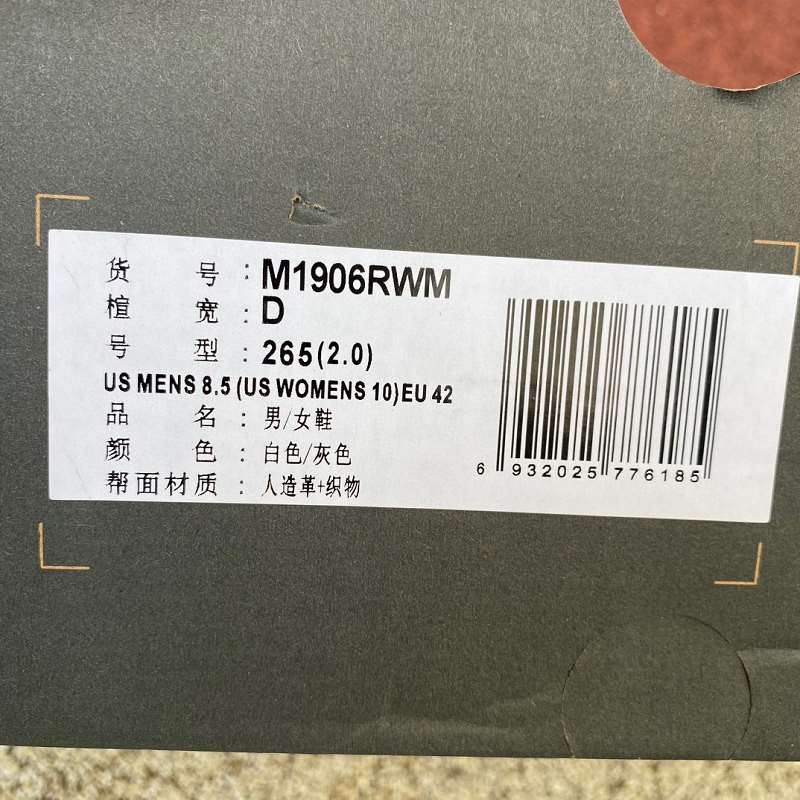 货 号 : M1906RWM
楦 宽 : D
号 型 : 265(2.0)
US MENS 8.5 (US WOMENS 10)EU 42
品 名 : 男/女鞋
颜 色 : 白色/灰色
帮面材质 : 人造革+织物
6 932025 776185